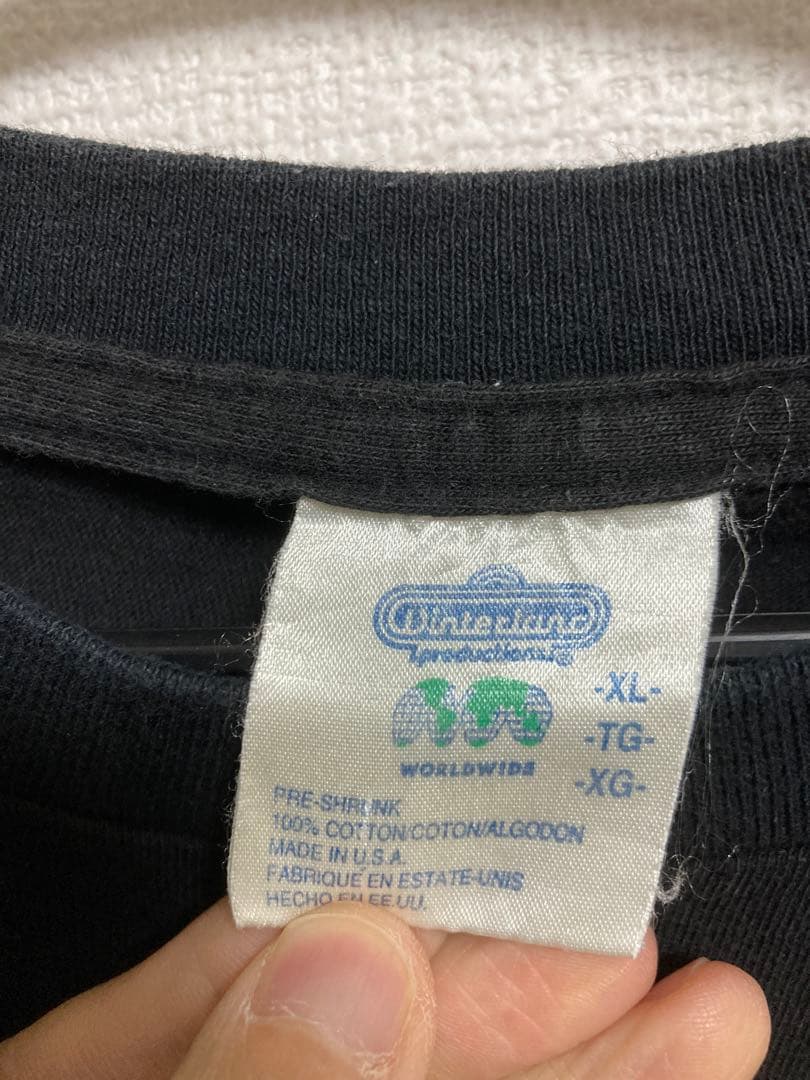 Winterland
productions
WORLDWIDE
-XL-
-TG-
-XG-
PRE-SHRUNK
100% COTTON/COTON/ALGODON
MADE IN U.S.A.
FABRIQUE EN ESTATE-UNIS
HECHO EN EE.UU.